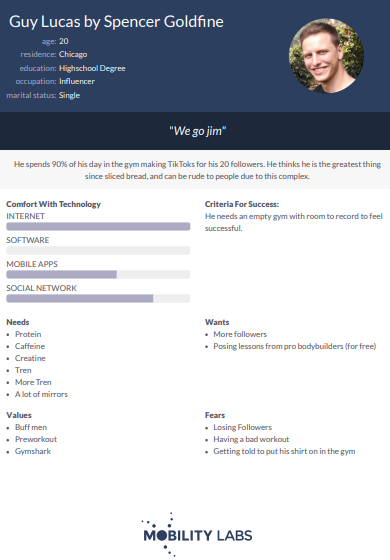 Guy Lucas by Spencer Goldfine
age: 20
residence: Chicago
education: Highschool Degree
occupation: Influencer
marital status: Single
"We go jim"
He spends 90% of his day in the gym making TikToks for his 20 followers. He thinks he is the greatest thing
since sliced bread, and can be rude to people due to this complex.
Comfort With Technology
INTERNET
SOFTWARE
MOBILE APPS
SOCIAL NETWORK
Criteria For Success:
He needs an empty gym with room to record to feel
successful.
Needs
• Protein
• Caffeine
• Creatine
• Tren
• More Tren
• A lot of mirrors
Wants
• More followers
• Posing lessons from pro bodybuilders (for free)
Values
• Buff men
• Preworkout
• Gymshark
Fears
• Losing Followers
• Having a bad workout
• Getting told to put his shirt on in the gym
MOBILITY LABS